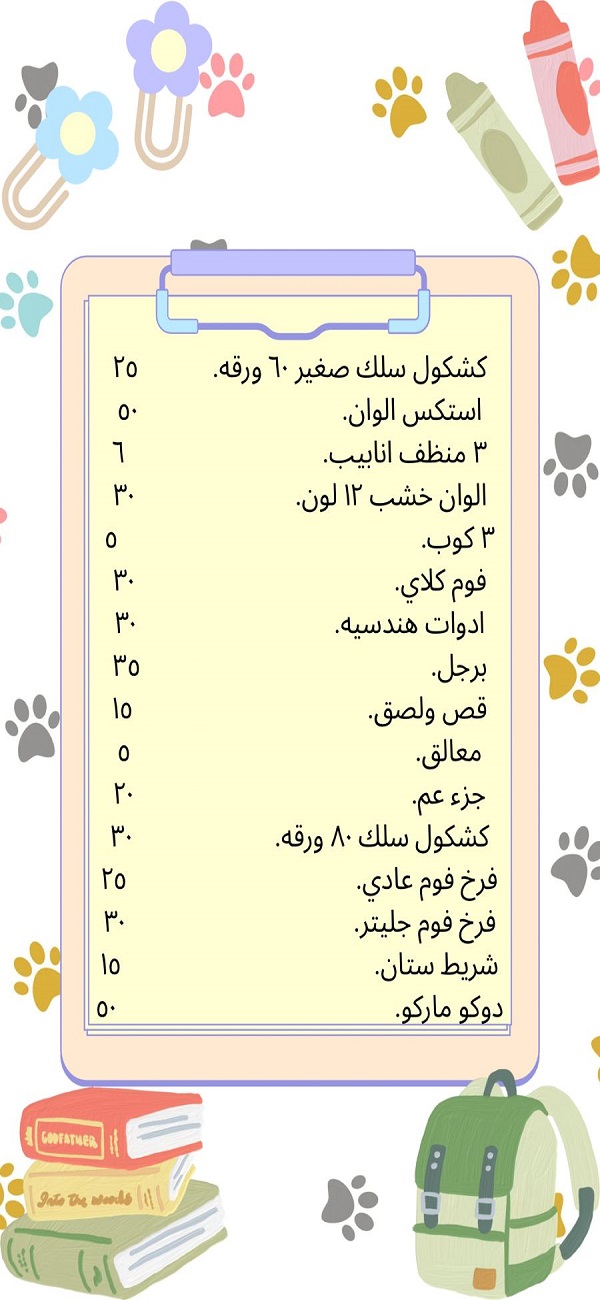 كشكول سلك صغير ٦٠ ورقه. ٢٥
استكس الوان. ٥٠
٣ منظف انابيب. ٦
الوان خشب ١٢ لون. ٣٠
٣ كوب. ٥
فوم كلاي. ٣٠
ادوات هندسيه. ٣٠
برجل. ٣٥
قص ولصق. ١٥
معالق. ٥
جزء عم. ٢٠
كشكول سلك ٨٠ ورقه. ٣٠
فرخ فوم عادي. ٢٥
فرخ فوم جليتر. ٣٠
شريط ستان. ١٥
دوكو ماركو. ٥٠
GODFATHER
Into the woods